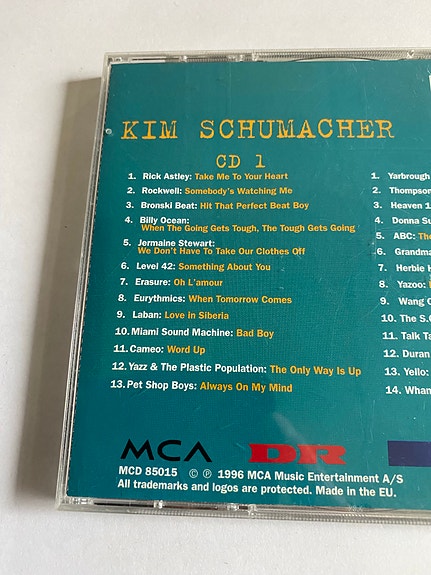 KIM SCHUMACHER
CD 1
1. Rick Astley: Take Me To Your Heart
2. Rockwell: Somebody's Watching Me
3. Bronski Beat: Hit That Perfect Beat Boy
4. Billy Ocean:
When The Going Gets Tough, The Tough Gets Going
5. Jermaine Stewart:
We Don't Have To Take Our Clothes Off
6. Level 42: Something About You
7. Erasure: Oh L'amour
8. Eurythmics: When Tomorrow Comes
9. Laban: Love in Siberia
10. Miami Sound Machine: Bad Boy
11. Cameo: Word Up
12. Yazz & The Plastic Population: The Only Way Is Up
13. Pet Shop Boys: Always On My Mind
1. Yarbrough
2. Thompson
3. Heaven 1
4. Donna Su
5. ABC: The
6. Grandma
7. Herbie H
8. Yazoo:
9. Wang C
10. The S.O
11. Talk Ta
12. Duran
13. Yello:
14. Wham
MCA DR
MCD 85015 © ℗ 1996 MCA Music Entertainment A/S
All trademarks and logos are protected. Made in the EU.